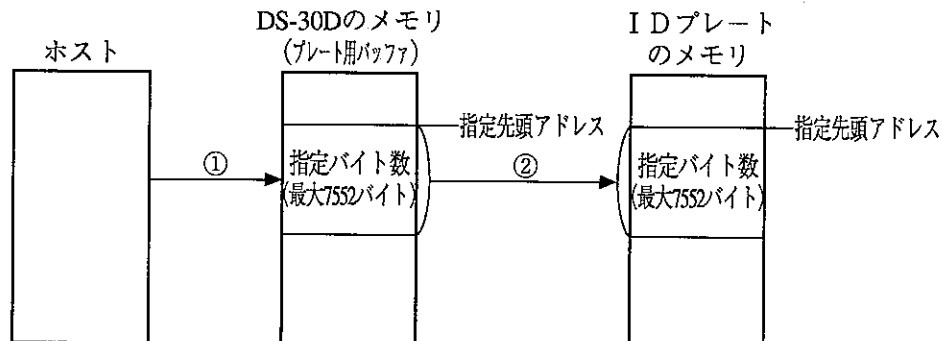 ホスト
DS-30Dのメモリ
(プレート用バッファ)
IDプレート
のメモリ
指定先頭アドレス
指定先頭アドレス
①
指定バイト数
(最大7552バイト)
②
指定バイト数
(最大7552バイト)